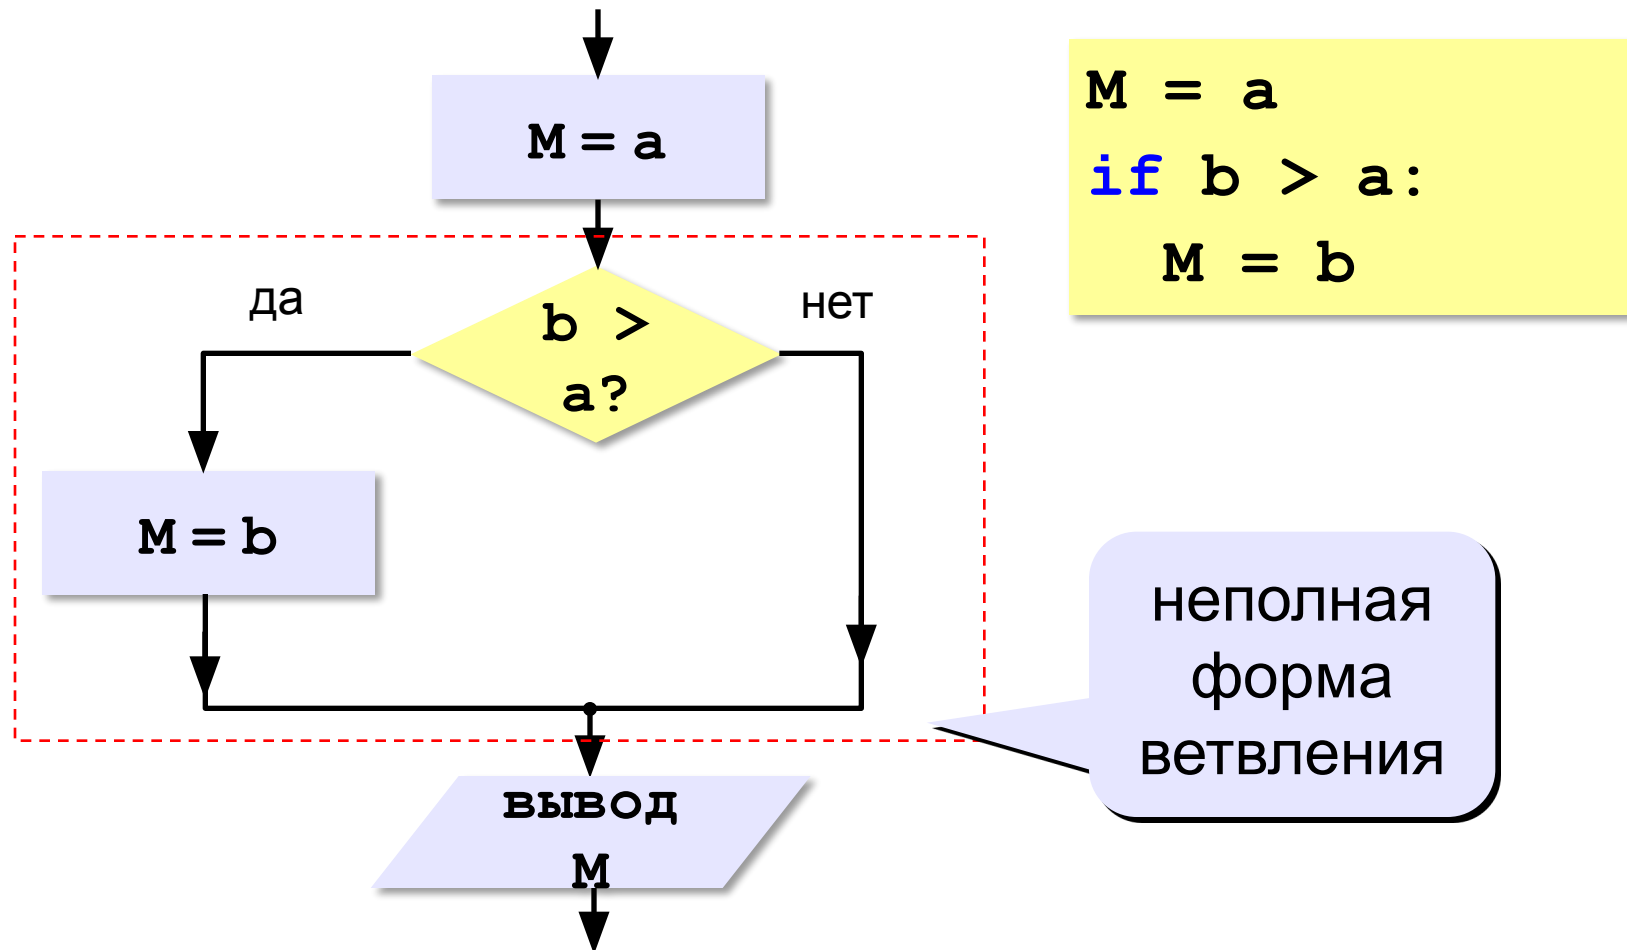 M = a
M = a
if b > a:
M = b
да
нет
b >
a?
M = b
неполная
форма
ветвления
вывод
M